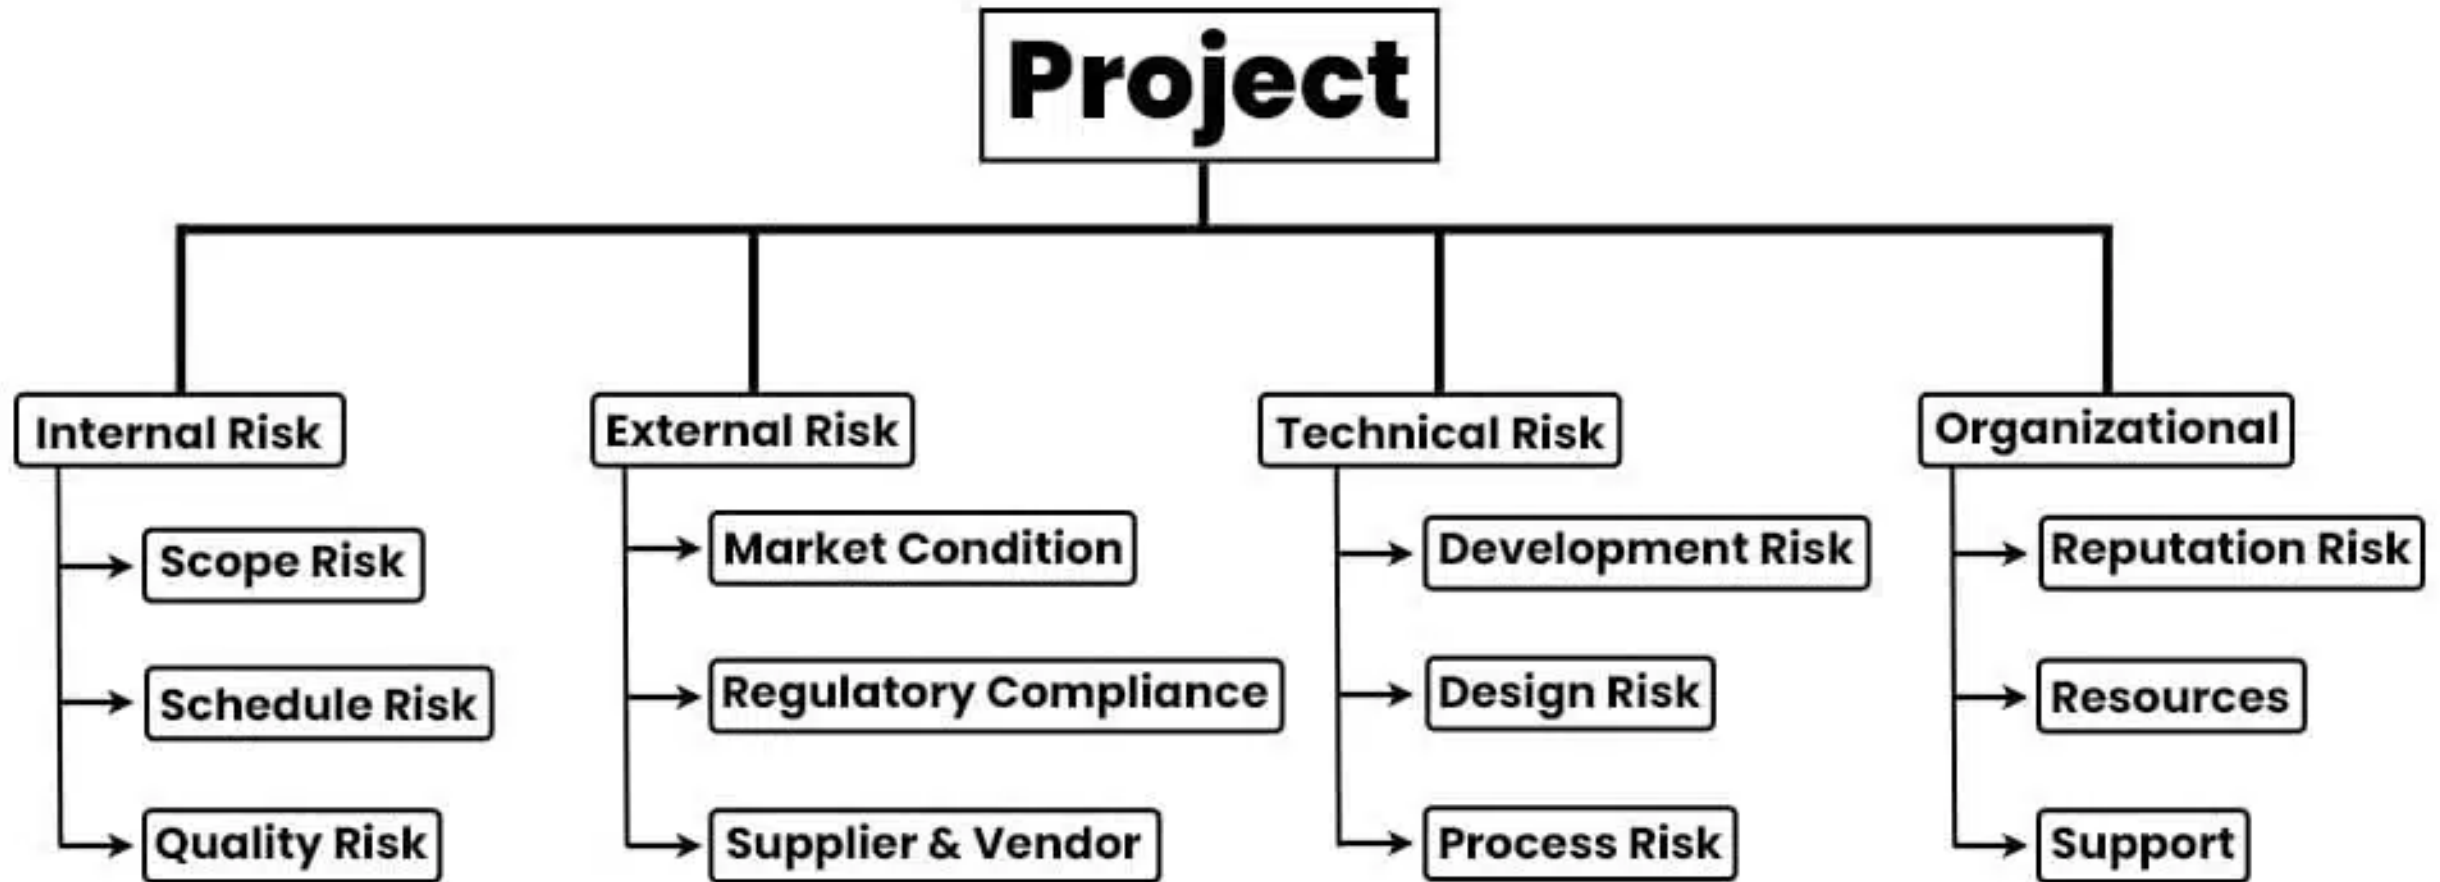 Project
Internal Risk
External Risk
Technical Risk
Organizational
Scope Risk
Schedule Risk
Quality Risk
Market Condition
Regulatory Compliance
Supplier & Vendor
Development Risk
Design Risk
Process Risk
Reputation Risk
Resources
Support